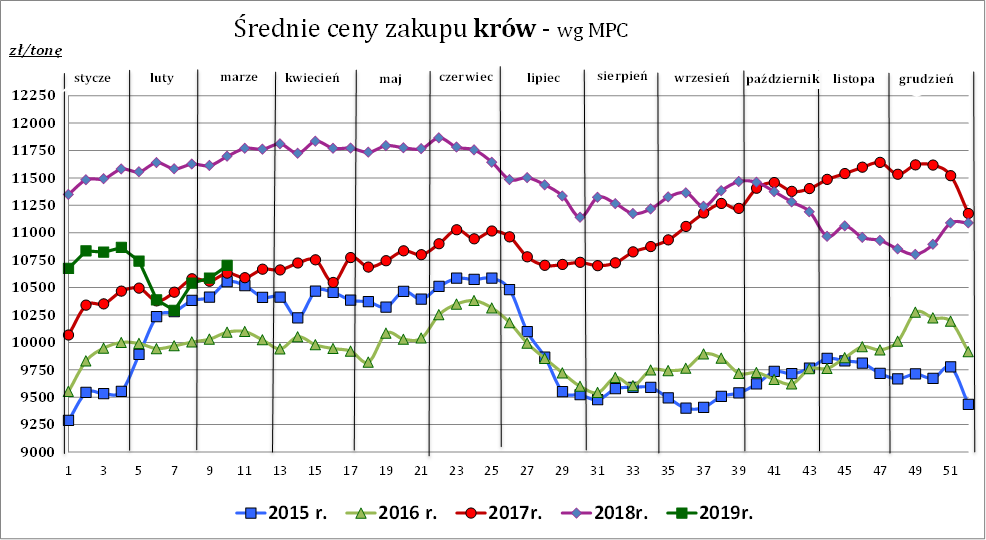 Średnie ceny zakupu krów - wg MPC
zł/tonę
stycze luty marze kwiecień maj czerwiec lipiec sierpień wrzesień październik listopa grudzień
12250
12000
11750
11500
11250
11000
10750
10500
10250
10000
9750
9500
9250
9000
1 3 5 7 9 11 13 15 17 19 21 23 25 27 29 31 33 35 37 39 41 43 45 47 49 51
2015 r. 2016 r. 2017r. 2018r. 2019r.